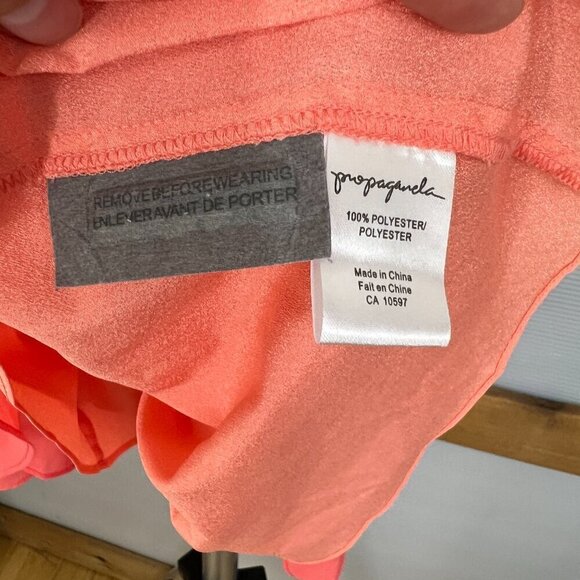 REMOVE BEFORE WEARING
ENLEVER AVANT DE PORTER
propaganda
100% POLYESTER/
POLYESTER
Made in China
Fait en Chine
CA 10597